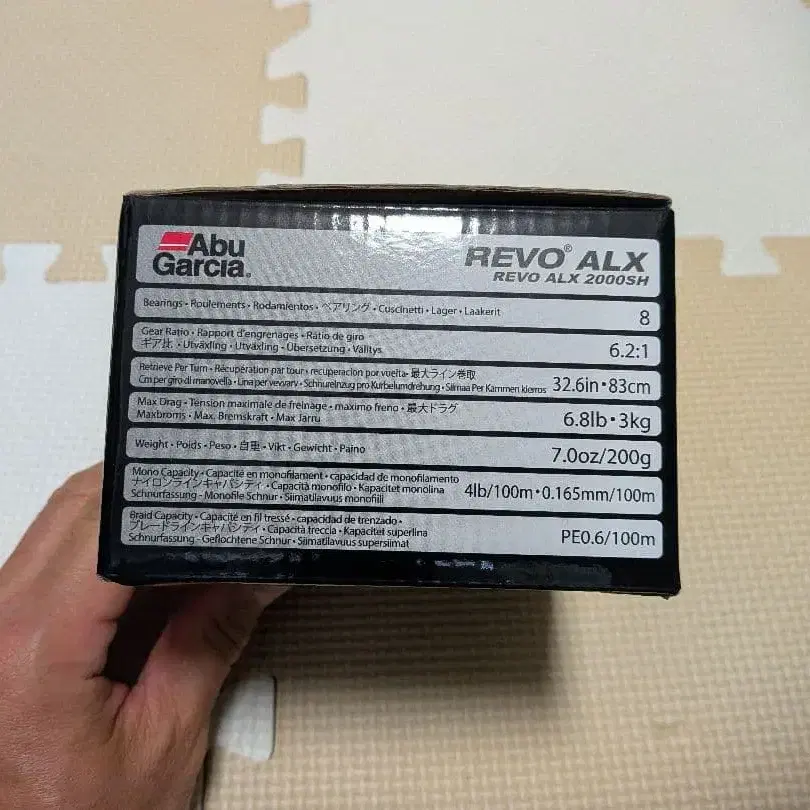 Abu
Garcia®
REVO® ALX
REVO ALX 2000SH
Bearings • Roulements • Rodamientos • ベアリング • Cuscinetti • Lager • Laakerit
8
Gear Ratio • Rapport d'engrenages • Ratio de giro
ギア比 • Utväxling • Utväxling • Übersetzung • Välitys
6.2:1
Retrieve Per Turn • Récupération par tour • recuperación por vuelta • 最大ライン巻取
Cm per giro di manovella • Lina per vevvarv • Schnureinzug pro Kurbelumdrehung • Siimaa Per Kammen kierros
32.6in•83cm
Max Drag • Tension maximale de freinage • maximo freno • 最大ドラグ
Maxbroms • Max. Bremskraft • Max Jarru
6.8lb•3kg
Weight • Poids • Peso • 自重 • Vikt • Gewicht • Paino
7.0oz/200g
Mono Capacity • Capacité en monofilament • capacidad de monofilamento
ナイロンラインキャパシティ • Capacità monofilo • Kapacitet monolina
Schnurfassung - Monofile Schnur • Siimatilavuus monofiili
4lb/100m•0.165mm/100m
Braid Capacity • Capacité en fil tressé • capacidad de trenzado •
ブレードラインキャパシティ • Capacità treccia • Kapacitet superlina
Schnurfassung - Geflochtene Schnur • Siimatilavuus supersiimat
PE0.6/100m